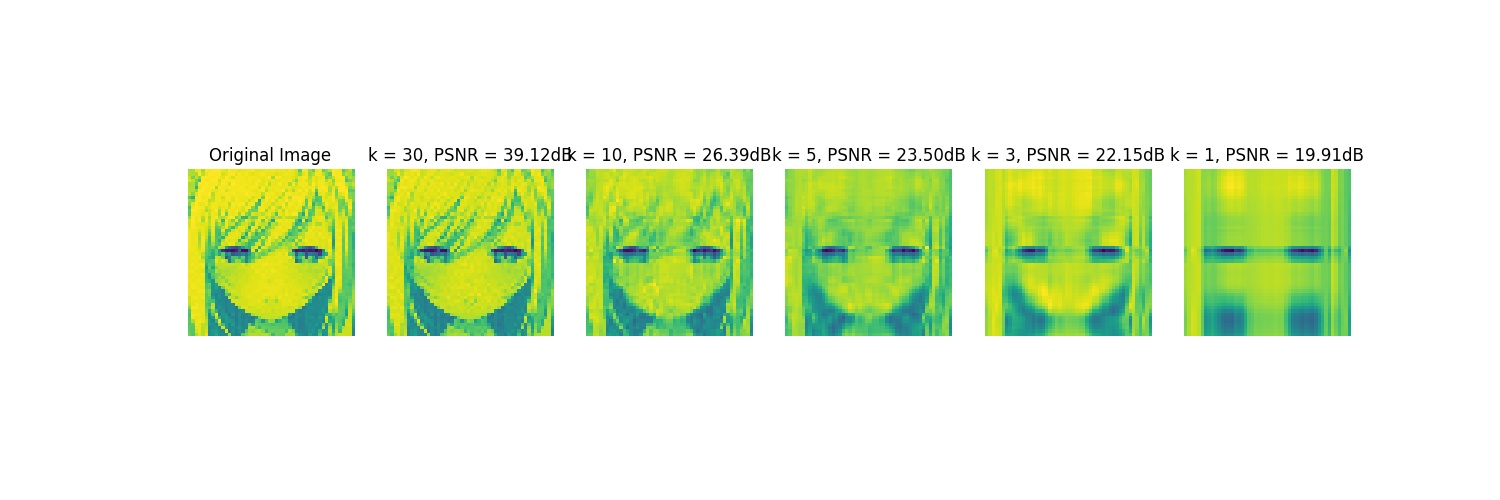 Original Image
k = 30, PSNR = 39.12dB
k = 10, PSNR = 26.39dB
k = 5, PSNR = 23.50dB
k = 3, PSNR = 22.15dB
k = 1, PSNR = 19.91dB